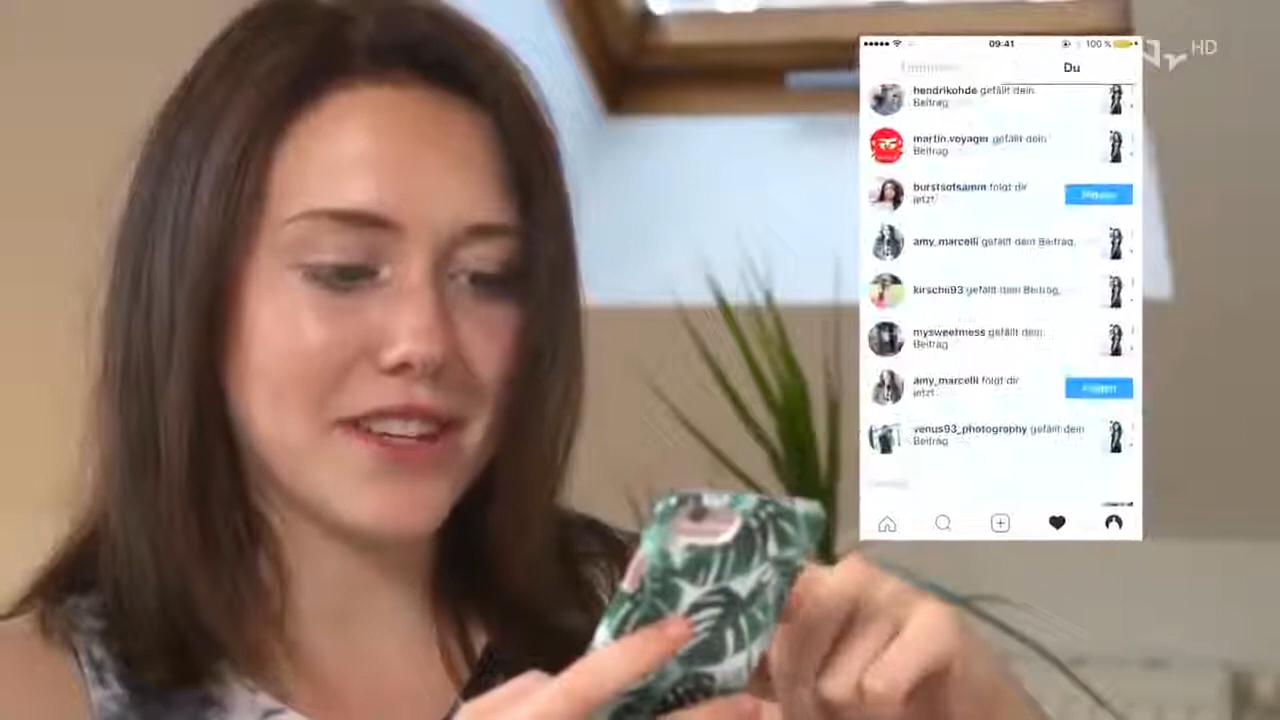 HD
09:41
100 %
Du
hendrikohde gefällt dein
Beitrag
martin.voyager gefällt dein
Beitrag
burstsofsamm folgt dir
jetzt
amy_marcelli gefällt dein Beitrag.
kirschii93 gefällt dein Beitrag.
mysweetmess gefällt dein
Beitrag
amy_marcelli folgt dir
jetzt
venus93_photography gefällt dein
Beitrag